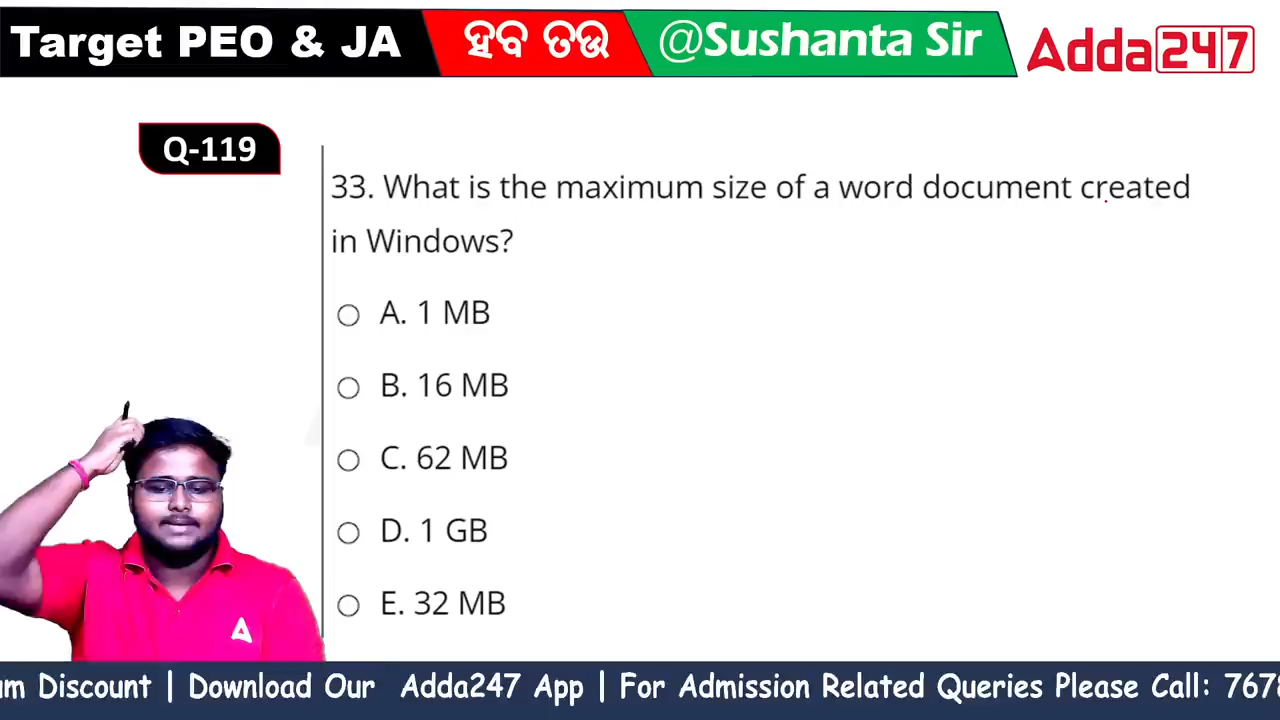 Target PEO & JA ହବ ତଉ @Sushanta Sir Adda247
Q-119
33. What is the maximum size of a word document created
in Windows?
A. 1 MB
B. 16 MB
C. 62 MB
D. 1 GB
E. 32 MB
um Discount | Download Our Adda247 App | For Admission Related Queries Please Call: 767